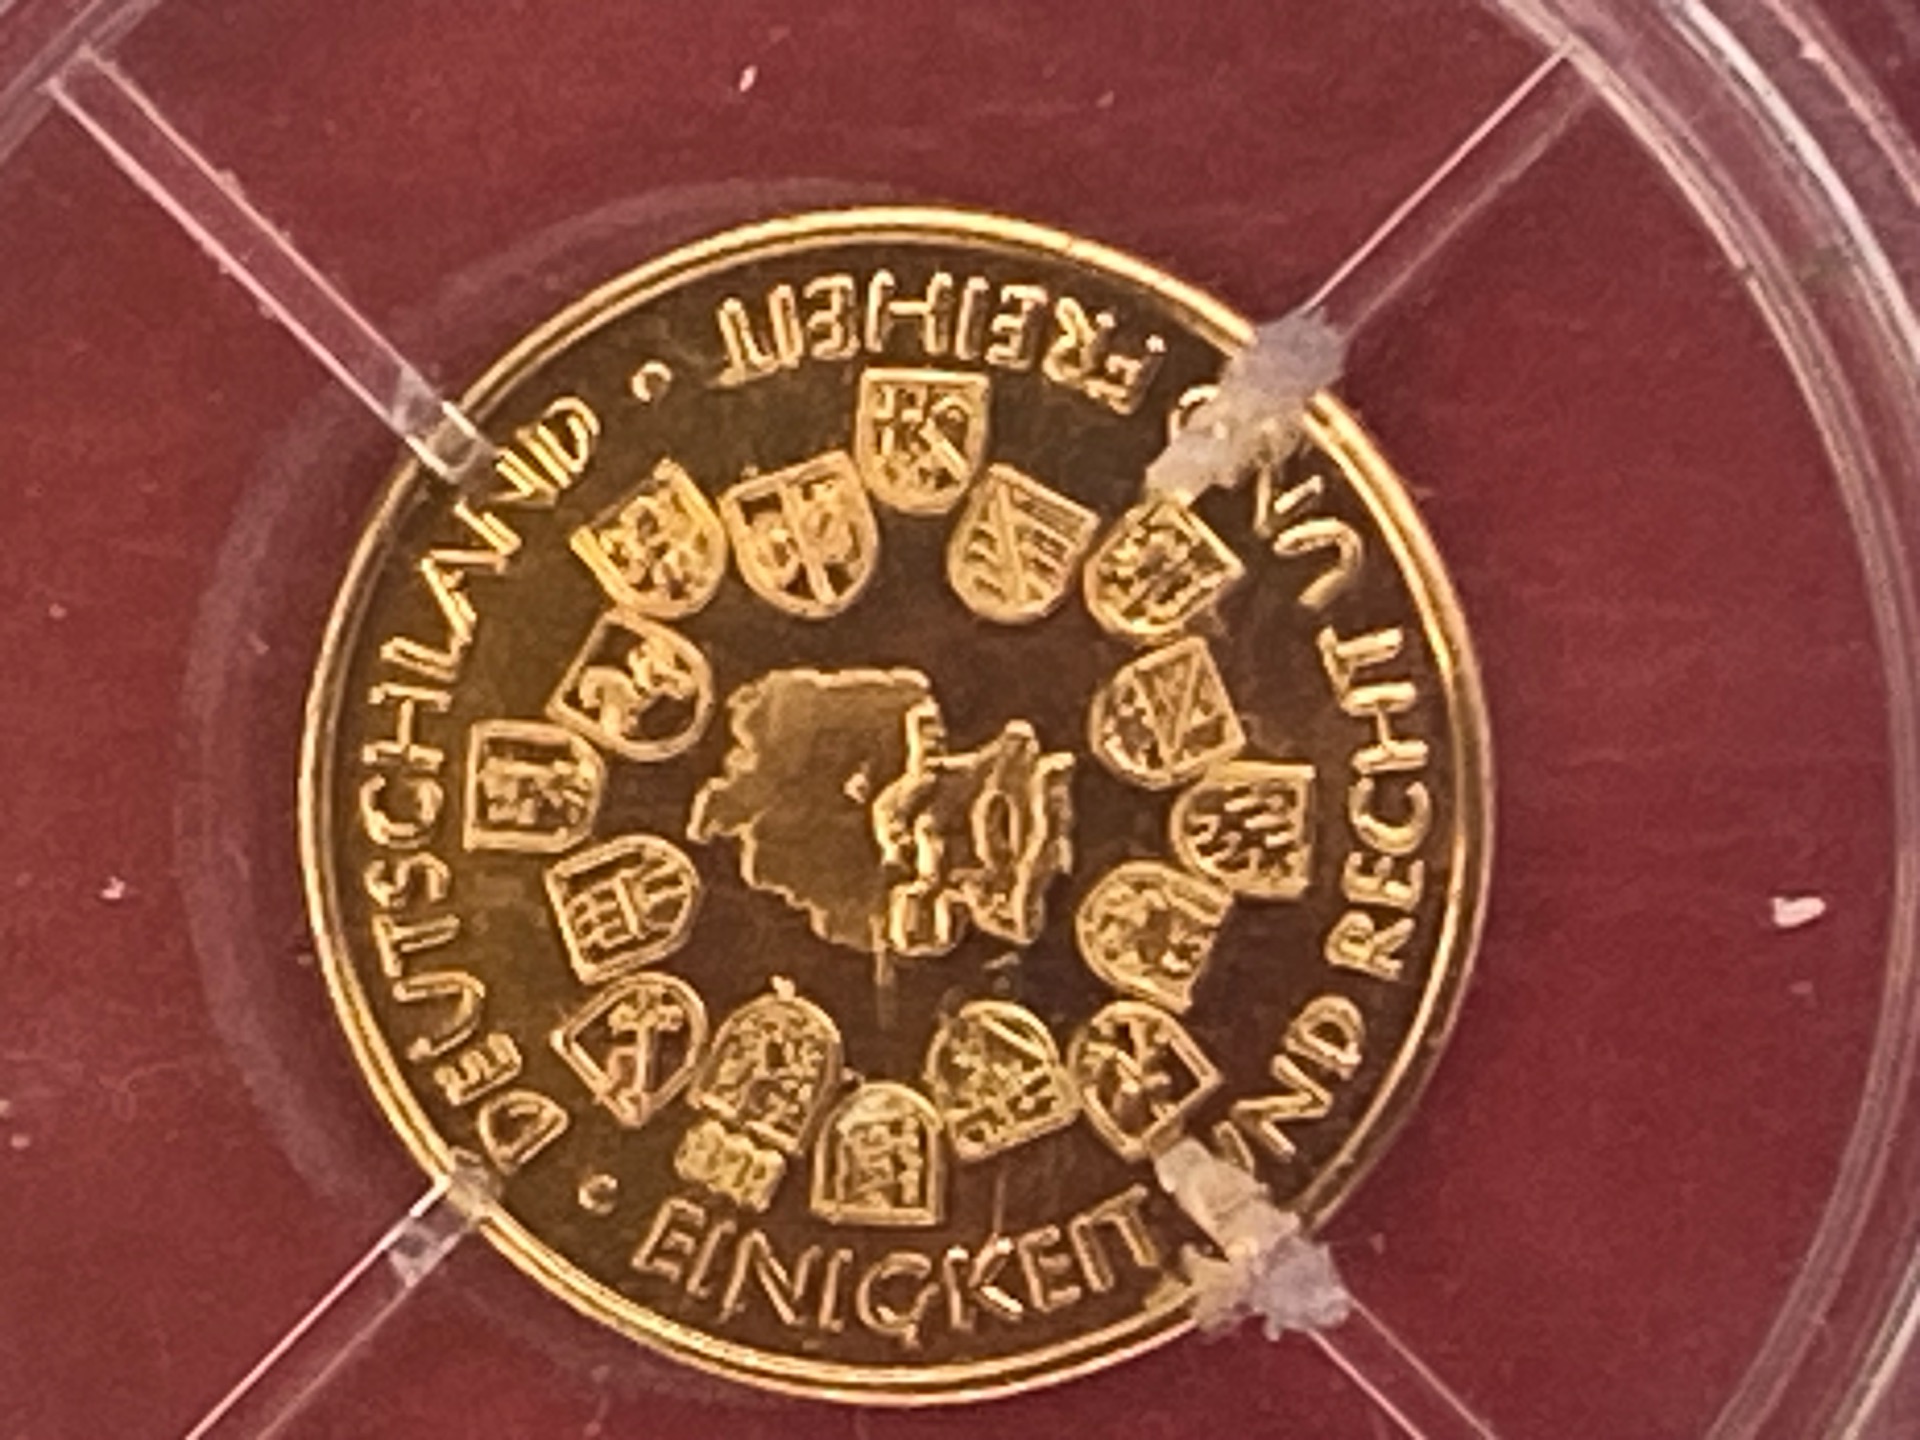 EINIGKEIT UND RECHT UND FREIHEIT · DEUTSCHLAND ·